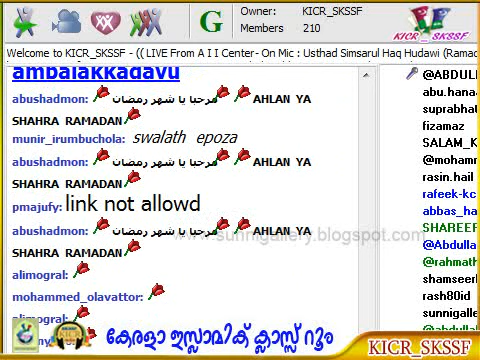 Owner: KICR_SKSSF
Members 210
G
KICR_SKSSF
Welcome to KICR_SKSSF - (( LIVE From A I I Center- On Mic : Usthad Simsarul Haq Hudawi (Ramad
ambalakkadavu
abushadmon: مرحبا يا شهر رمضان AHLAN YA
SHAHRA RAMADAN
munir_irumbuchola: swalath epoza
abushadmon: مرحبا يا شهر رمضان AHLAN YA
SHAHRA RAMADAN
pmajufy: link not allowd
abushadmon: مرحبا يا شهر رمضان AHLAN YA
SHAHRA RAMADAN
www.sunnigallery.blogspot.com
alimogral:
mohammed_olavattor:
alimogral:
@ABDULL
abu.hana
suprabhat
fizamaz
SALAM_K
@mohamm
rasin.hail
rafeek-kc
abbas_ha
SHAREEF
@Abdulla
@rahmath
shamseer
rash80id
sunnigalle
കേരളാ ഇസ്ലാമിക് ക്ലാസ്സ് റൂം
KICR_SKSSF